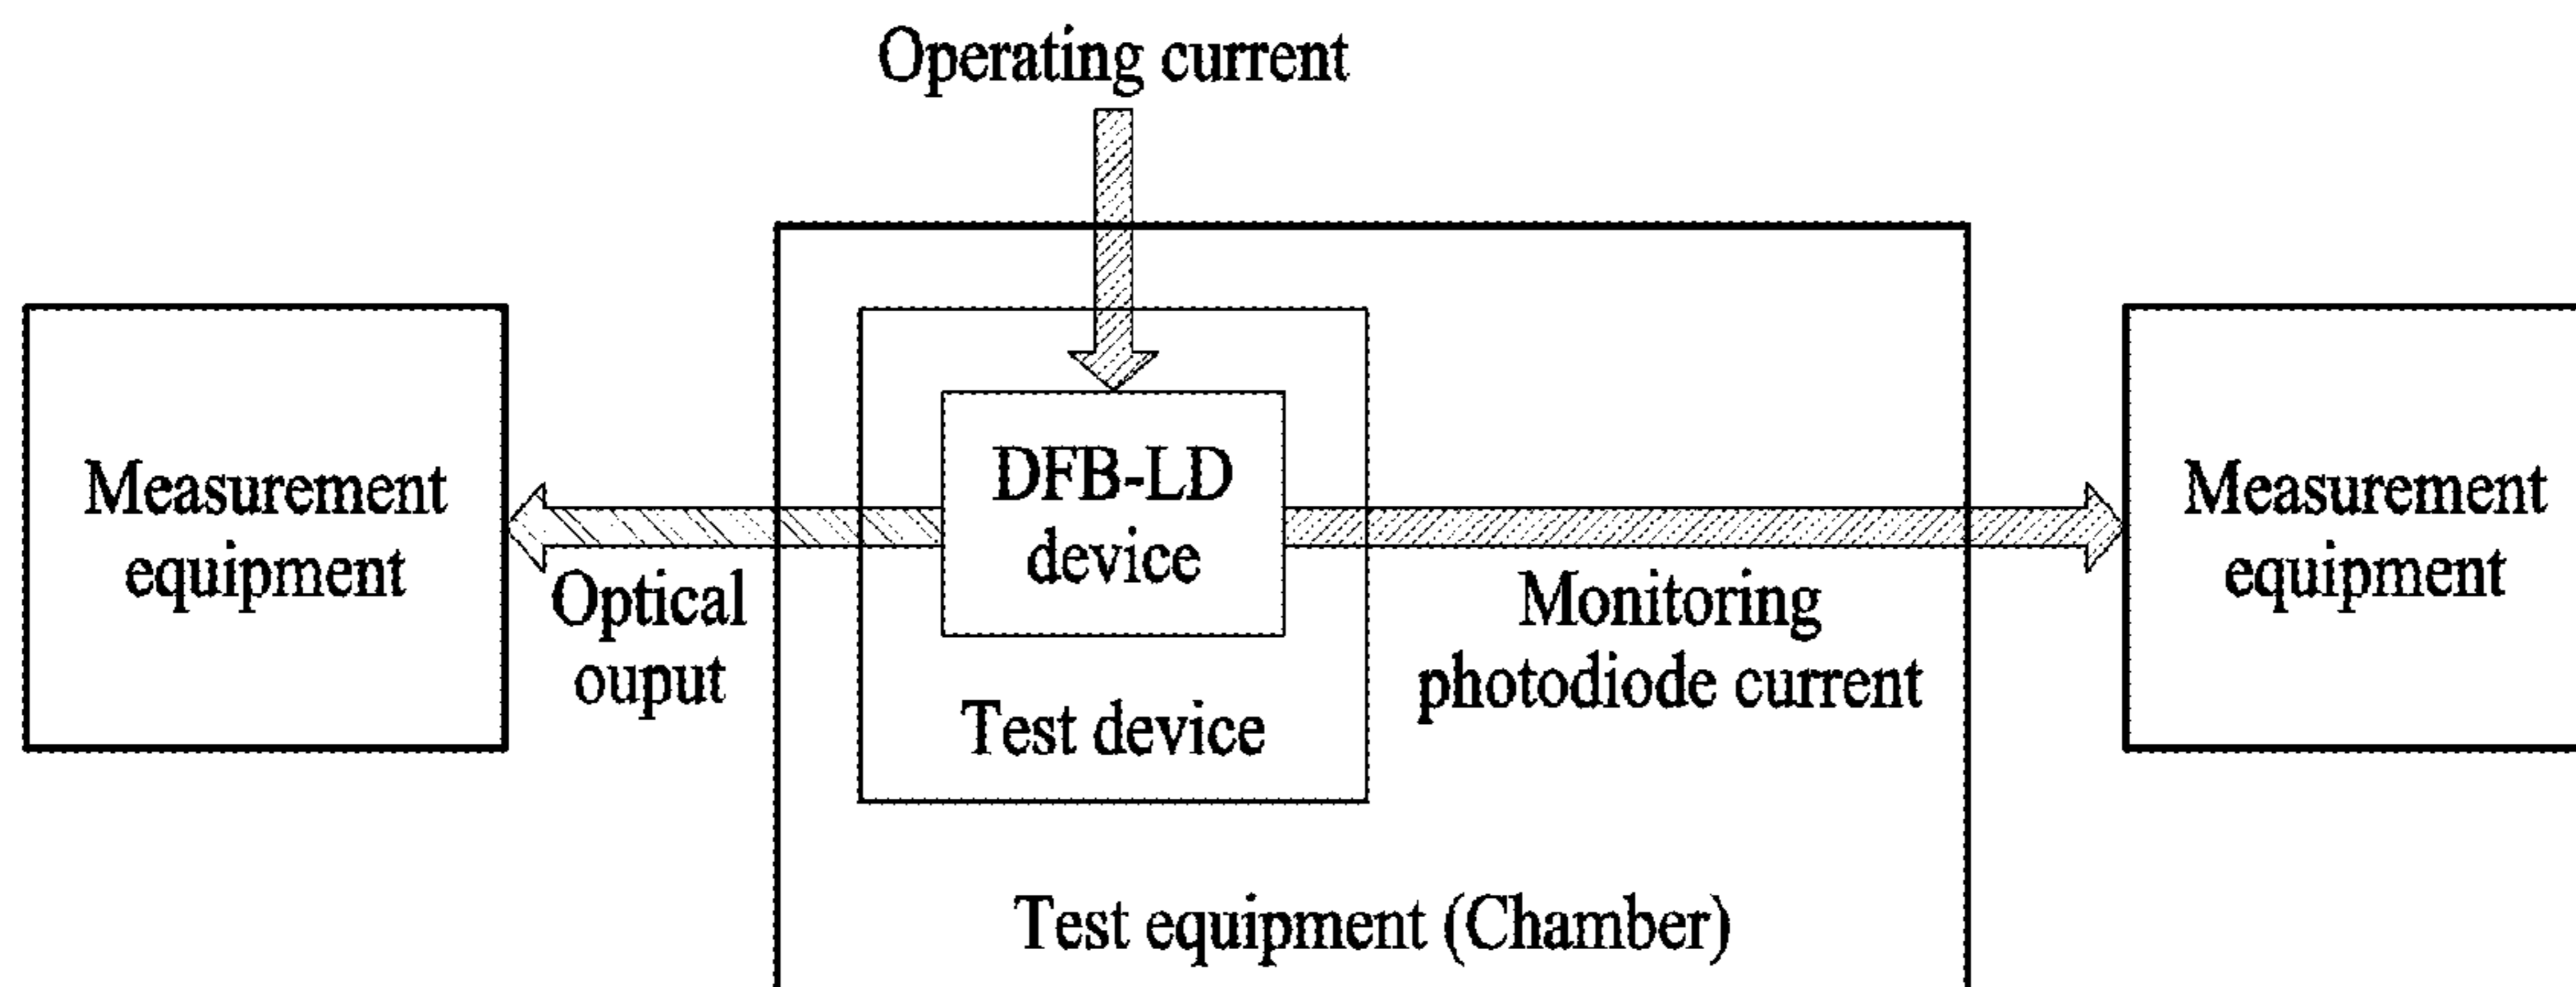 Operating current
Measurement
equipment
Optical
ouput
DFB-LD
device
Test device
Monitoring
photodiode current
Measurement
equipment
Test equipment (Chamber)